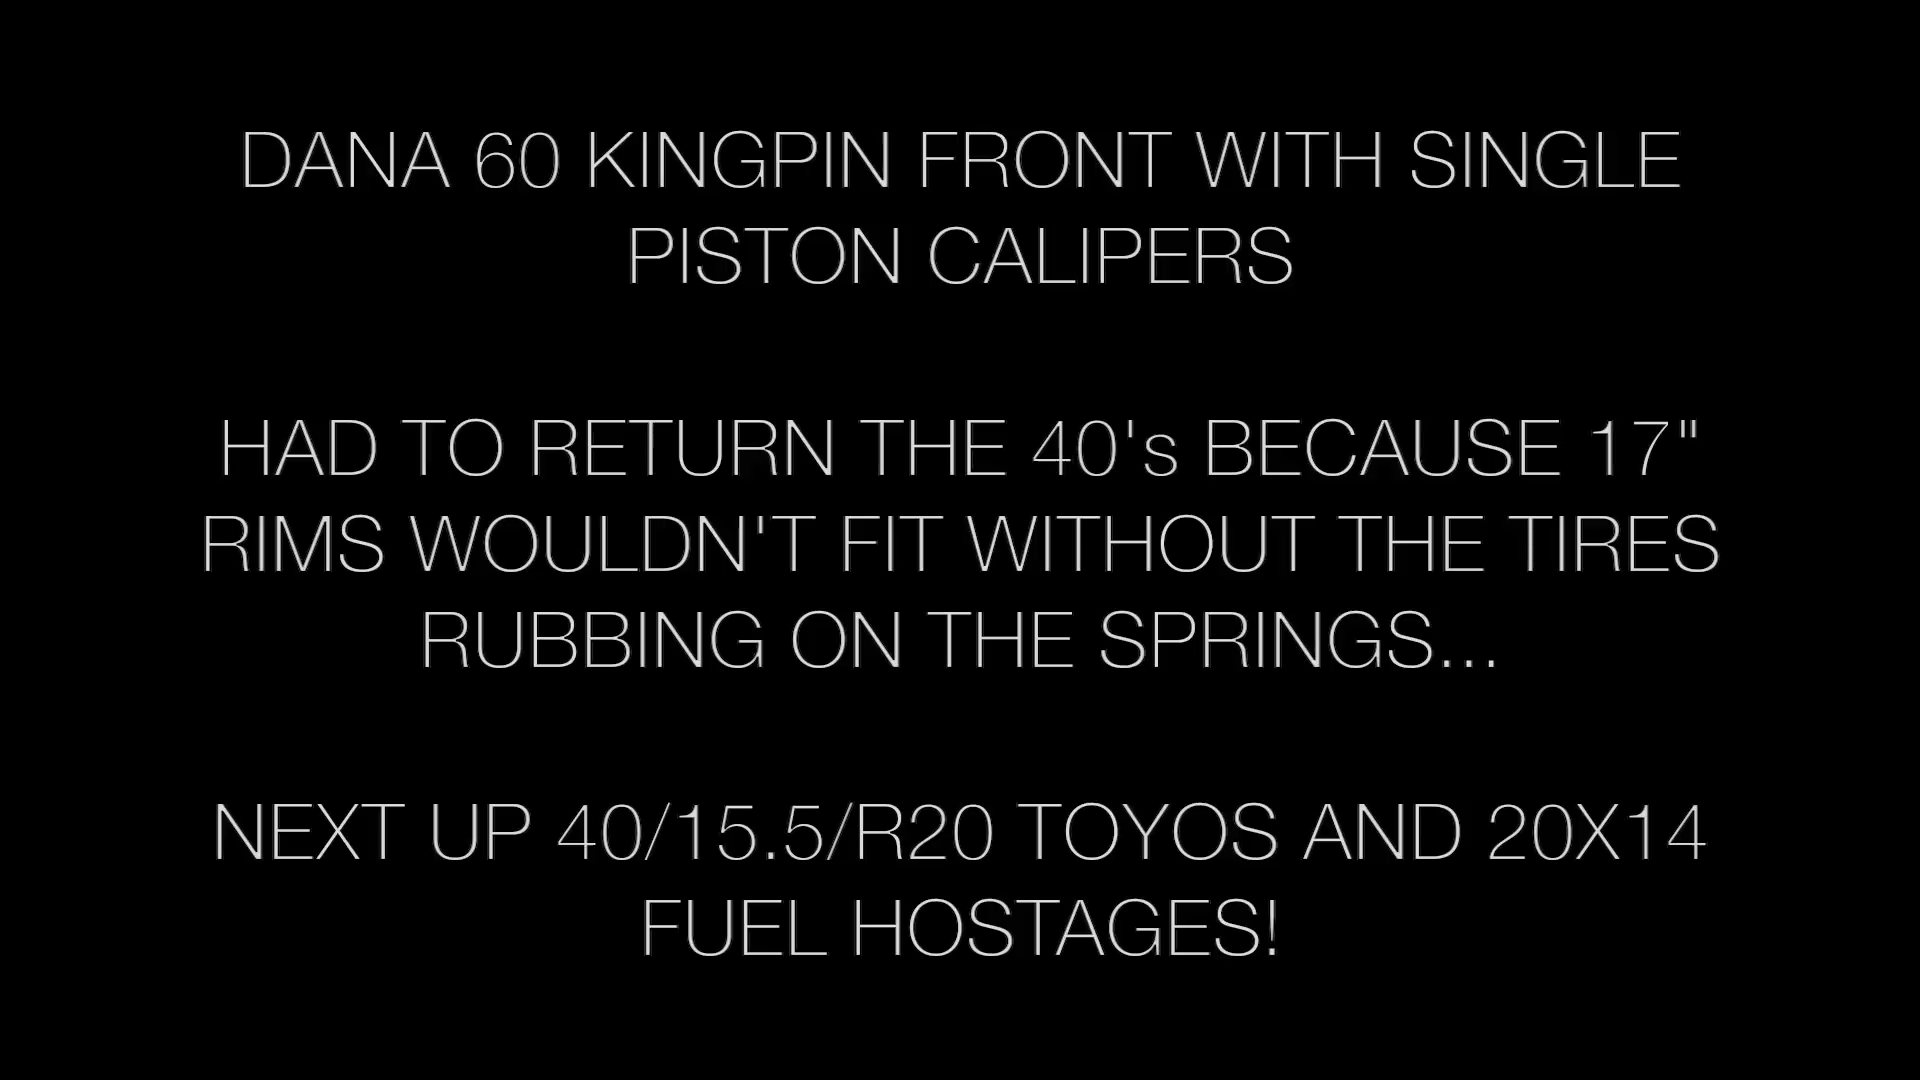 DANA 60 KINGPIN FRONT WITH SINGLE
PISTON CALIPERS
HAD TO RETURN THE 40's BECAUSE 17"
RIMS WOULDN'T FIT WITHOUT THE TIRES
RUBBING ON THE SPRINGS...
NEXT UP 40/15.5/R20 TOYOS AND 20X14
FUEL HOSTAGES!